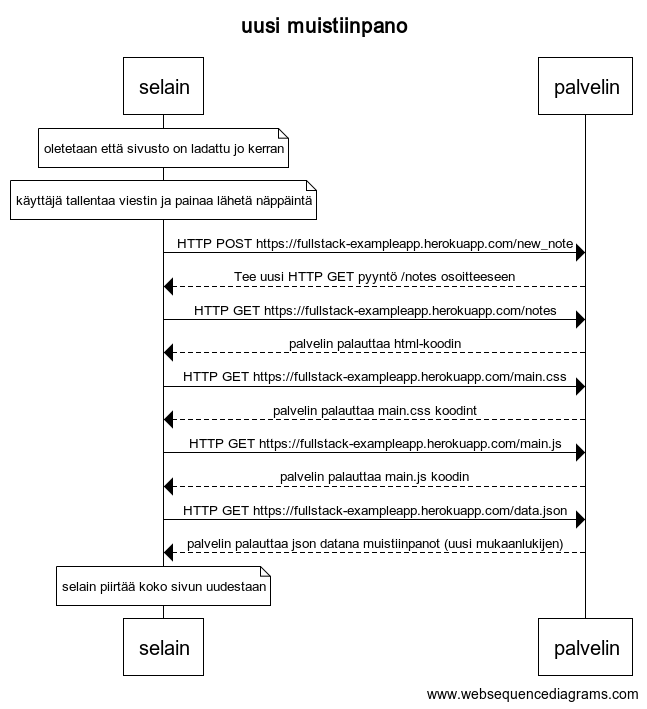 uusi muistiinpano
selain
palvelin
oletetaan että sivusto on ladattu jo kerran
käyttäjä tallentaa viestin ja painaa lähetä näppäintä
HTTP POST https://fullstack-exampleapp.herokuapp.com/new_note
Tee uusi HTTP GET pyyntö /notes osoitteeseen
HTTP GET https://fullstack-exampleapp.herokuapp.com/notes
palvelin palauttaa html-koodin
HTTP GET https://fullstack-exampleapp.herokuapp.com/main.css
palvelin palauttaa main.css koodint
HTTP GET https://fullstack-exampleapp.herokuapp.com/main.js
palvelin palauttaa main.js koodin
HTTP GET https://fullstack-exampleapp.herokuapp.com/data.json
palvelin palauttaa json datana muistiinpanot (uusi mukaanlukijen)
selain piirtää koko sivun uudestaan
selain
palvelin
www.websequencediagrams.com